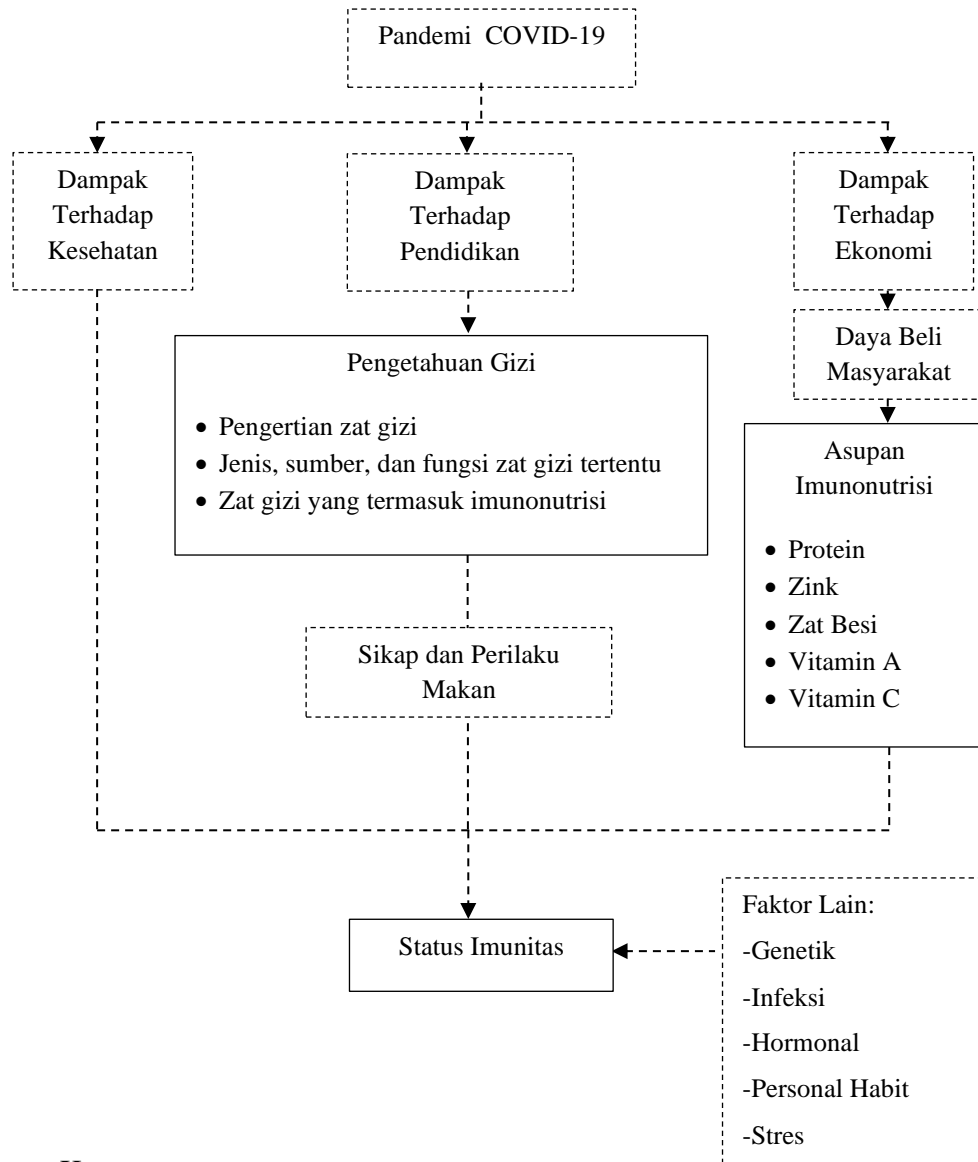 Pandemi COVID-19
Dampak
Terhadap
Kesehatan
Dampak
Terhadap
Pendidikan
Dampak
Terhadap
Ekonomi
Daya Beli
Masyarakat
Pengetahuan Gizi
• Pengertian zat gizi
• Jenis, sumber, dan fungsi zat gizi tertentu
• Zat gizi yang termasuk imunonutrisi
Asupan
Imunonutrisi
• Protein
• Zink
• Zat Besi
• Vitamin A
• Vitamin C
Sikap dan Perilaku
Makan
Status Imunitas
Faktor Lain:
-Genetik
-Infeksi
-Hormonal
-Personal Habit
-Stres